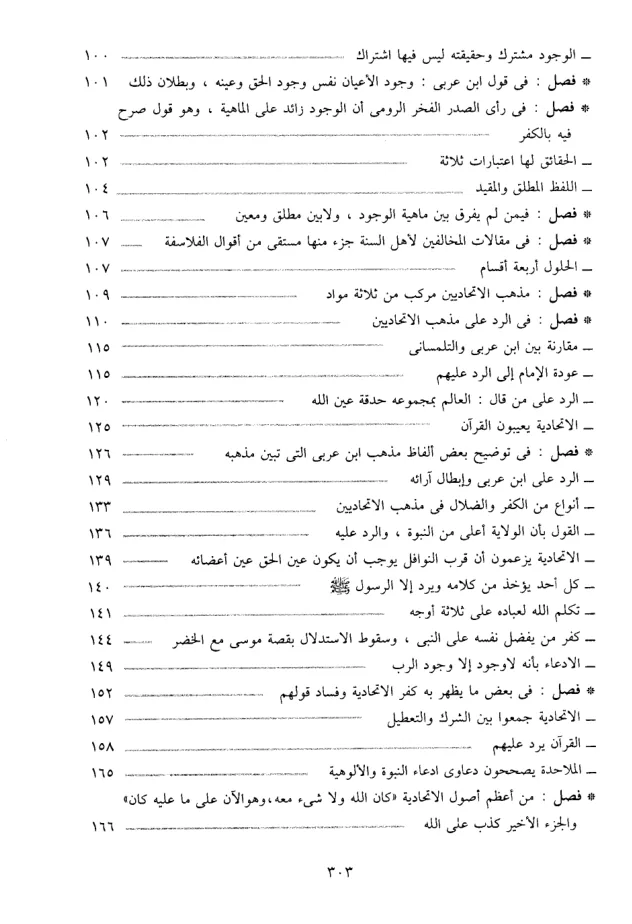 ـ الوجود مشترك وحقيقته ليس فيها اشتراك ١٠٠
* فصل : فى قول ابن عربى : وجود الأعيان نفس وجود الحق وعينه ، وبطلان ذلك ١٠١
* فصل : فى رأى الصدر الفخر الرومى أن الوجود زائد على الماهية ، وهو قول صرح
فيه بالكفر ١٠٢
ـ الحقائق لها اعتبارات ثلاثة ١٠٢
ـ اللفظ المطلق والمقيد ١٠٤
* فصل : فيمن لم يفرق بين ماهية الوجود ، ولابين مطلق ومعين ١٠٦
* فصل : فى مقالات المخالفين لأهل السنة جزء منها مستقى من أقوال الفلاسفة ١٠٧
ـ الحلول أربعة أقسام ١٠٧
* فصل : مذهب الاتحاديين مركب من ثلاثة مواد ١٠٩
* فصل : فى الرد على مذهب الاتحاديين ١١٠
ـ مقارنة بين ابن عربى والتلمسانى ١١٥
ـ عودة الإمام إلى الرد عليهم ١١٥
ـ الرد على من قال : العالم بمجموعه حدقة عين الله ١٢٠
ـ الاتحادية يعيبون القرآن ١٢٥
* فصل : فى توضيح بعض ألفاظ مذهب ابن عربى التى تبين مذهبه ١٢٦
ـ الرد على ابن عربى وإبطال آرائه ١٢٩
ـ أنواع من الكفر والضلال فى مذهب الاتحاديين ١٣٣
ـ القول بأن الولاية أعلى من النبوة ، والرد عليه ١٣٦
ـ الاتحادية يزعمون أن قرب النوافل يوجب أن يكون عين الحق عين أعضائه ١٣٩
ـ كل أحد يؤخذ من كلامه ويرد إلا الرسول ﷺ ١٤٠
ـ تكلم الله لعباده على ثلاثة أوجه ١٤١
ـ كفر من يفضل نفسه على النبى ، وسقوط الاستدلال بقصة موسى مع الخضر ١٤٤
ـ الادعاء بأنه لاوجود إلا وجود الرب ١٤٩
* فصل : فى بعض ما يظهر به كفر الاتحادية وفساد قولهم ١٥٢
ـ الاتحادية جمعوا بين الشرك والتعطيل ١٥٧
ـ القرآن يرد عليهم ١٥٨
ـ الملاحدة يصححون دعاوى ادعاء النبوة والألوهية ١٦٥
* فصل : من أعظم أصول الاتحادية «كان الله ولا شىء معه،وهوالآن على ما عليه كان»
والجزء الأخير كذب على الله ١٦٦
٣٠٣